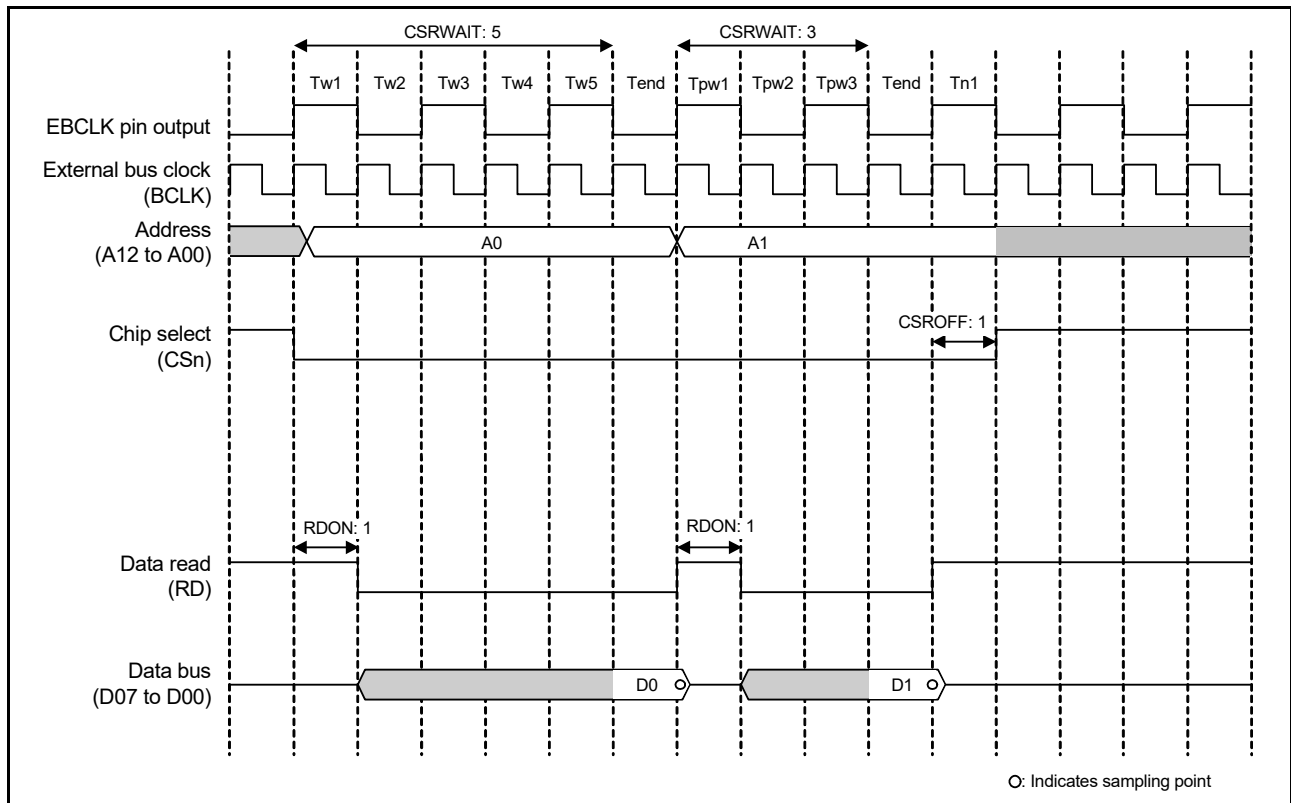 CSRWAIT: 5 CSRWAIT: 3
Tw1 Tw2 Tw3 Tw4 Tw5 Tend Tpw1 Tpw2 Tpw3 Tend Tn1
EBCLK pin output
External bus clock
(BCLK)
Address
(A12 to A00)
A0 A1
Chip select
(CSn)
CSROFF: 1
RDON: 1 RDON: 1
Data read
(RD)
Data bus
(D07 to D00)
D0 D1
O: Indicates sampling point